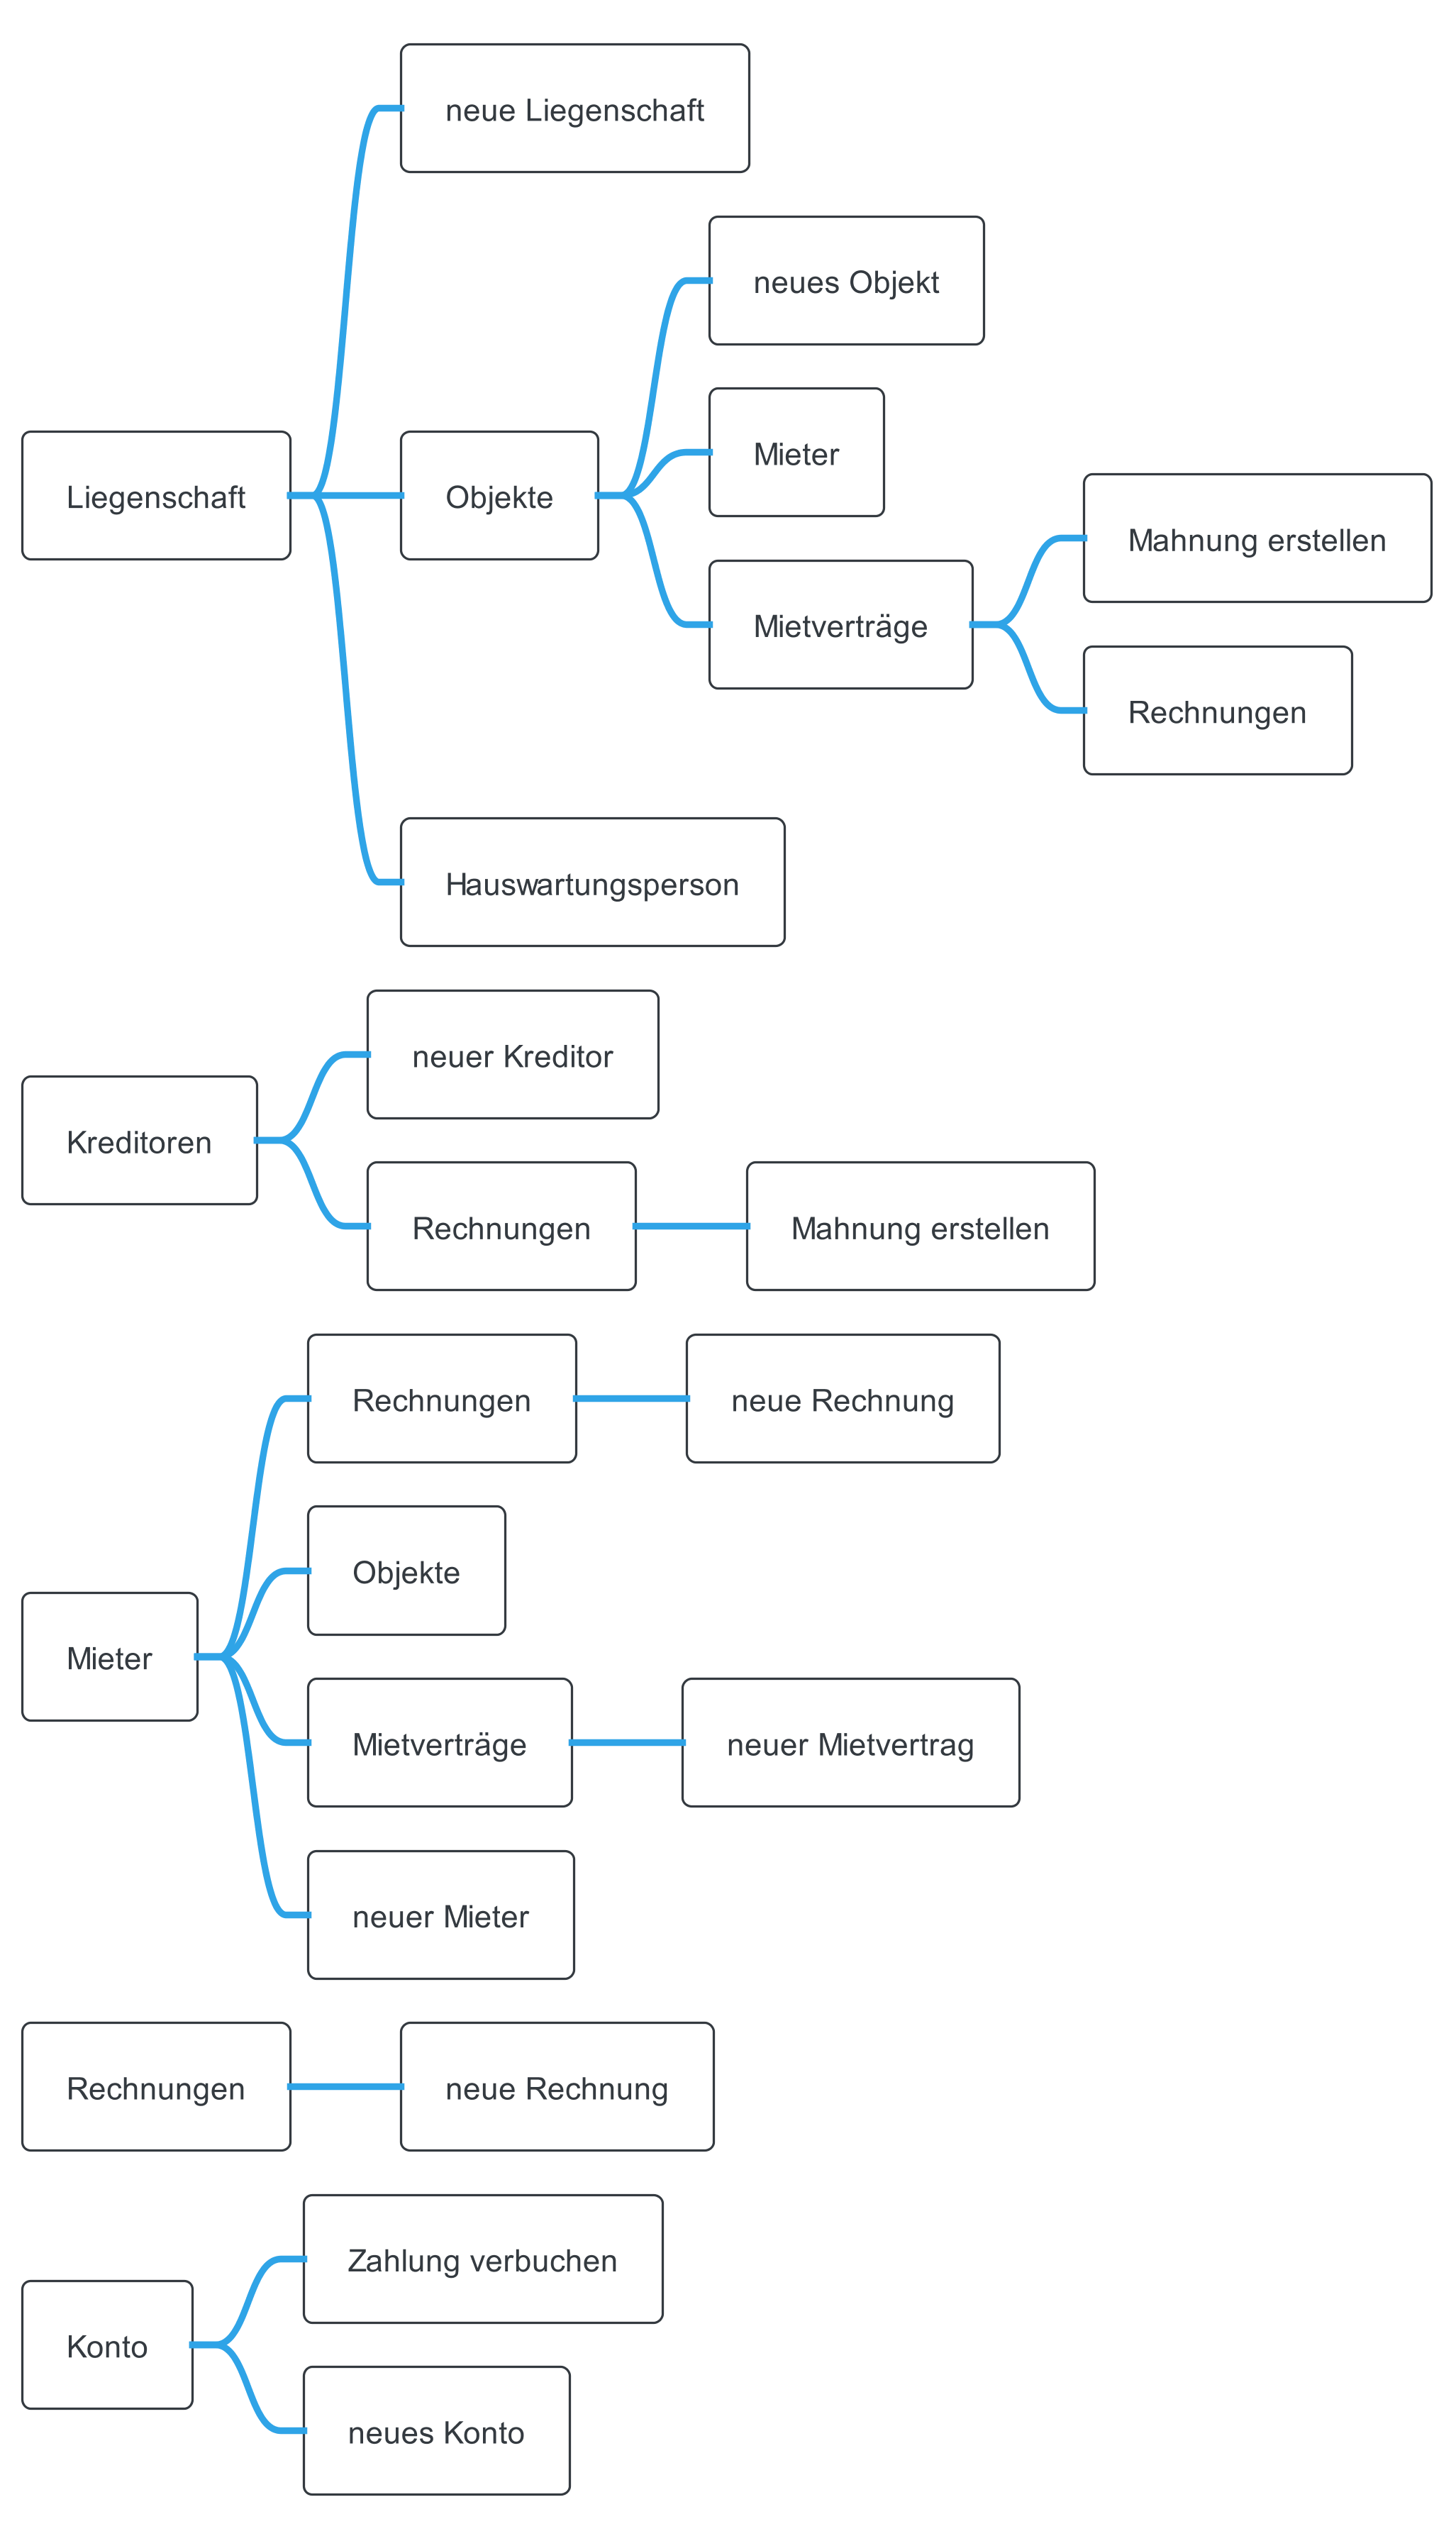 neue Liegenschaft
neues Objekt
Mieter
Liegenschaft
Objekte
Mahnung erstellen
Mietverträge
Rechnungen
Hauswartungsperson
neuer Kreditor
Kreditoren
Rechnungen
Mahnung erstellen
Rechnungen
neue Rechnung
Objekte
Mieter
Mietverträge
neuer Mietvertrag
neuer Mieter
Rechnungen
neue Rechnung
Zahlung verbuchen
Konto
neues Konto